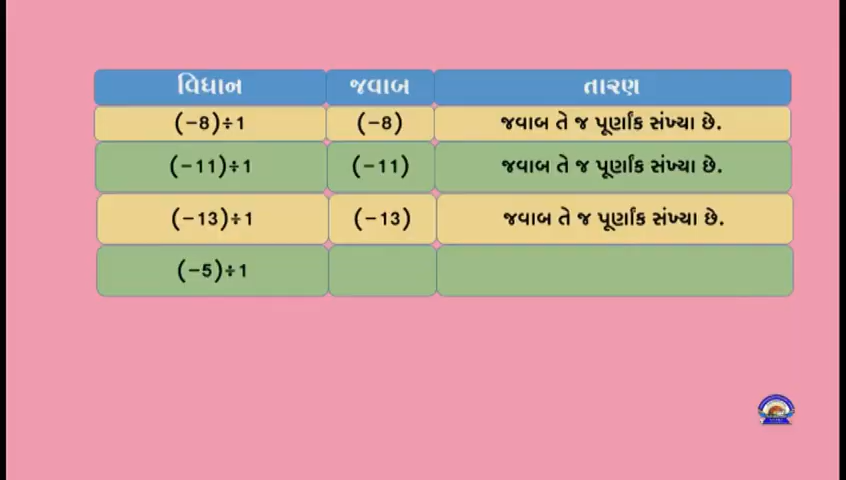 વિધાન જવાબ તારણ
(−8)÷1 (−8) જવાબ તે જ પૂર્ણાંક સંખ્યા છે.
(−11)÷1 (−11) જવાબ તે જ પૂર્ણાંક સંખ્યા છે.
(−13)÷1 (−13) જવાબ તે જ પૂર્ણાંક સંખ્યા છે.
(−5)÷1